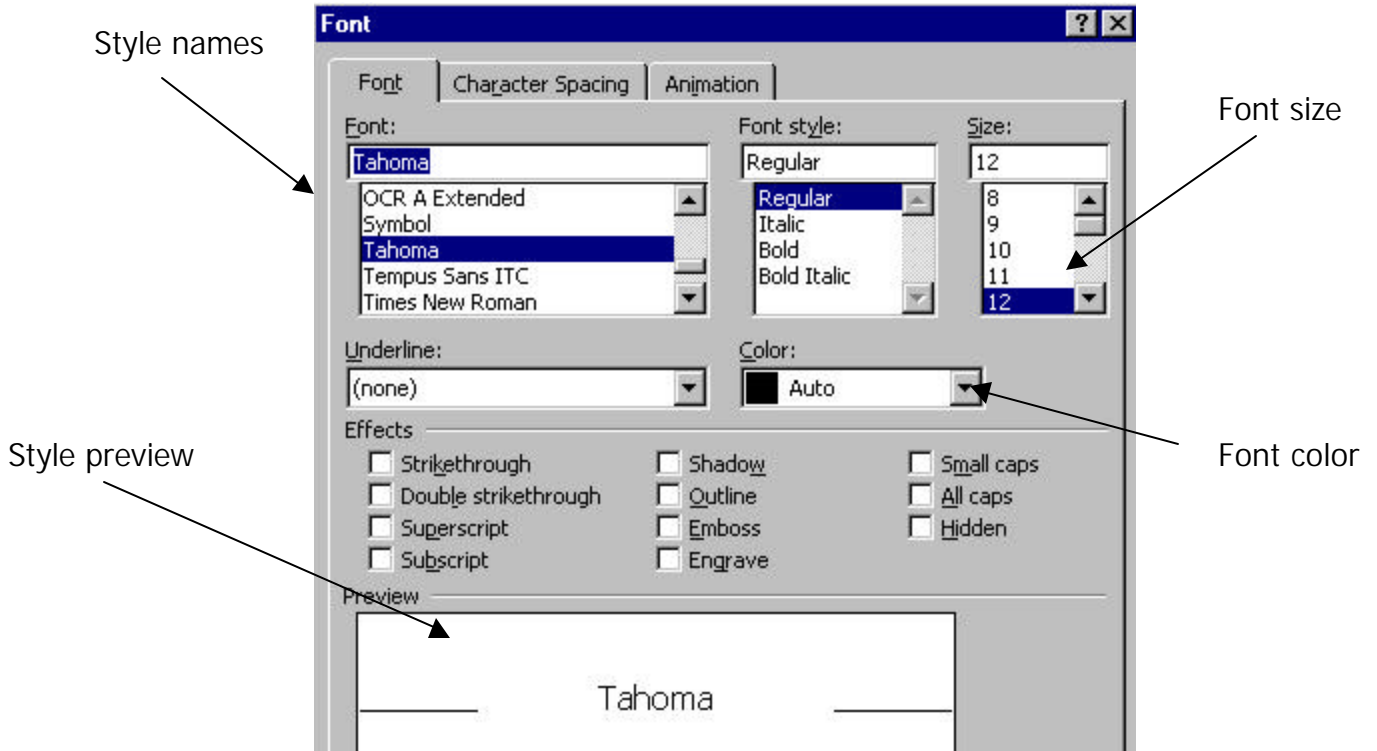 Font
Style names
Font Character Spacing Animation
Font size
Font: Font style: Size:
Tahoma Regular 12
OCR A Extended Regular 8
Symbol Italic 9
Tahoma Bold 10
Tempus Sans ITC Bold Italic 11
Times New Roman 12
Underline: Color:
(none) Auto
Effects
Style preview
Font color
Strikethrough Shadow Small caps
Double strikethrough Outline All caps
Superscript Emboss Hidden
Subscript Engrave
Preview
Tahoma